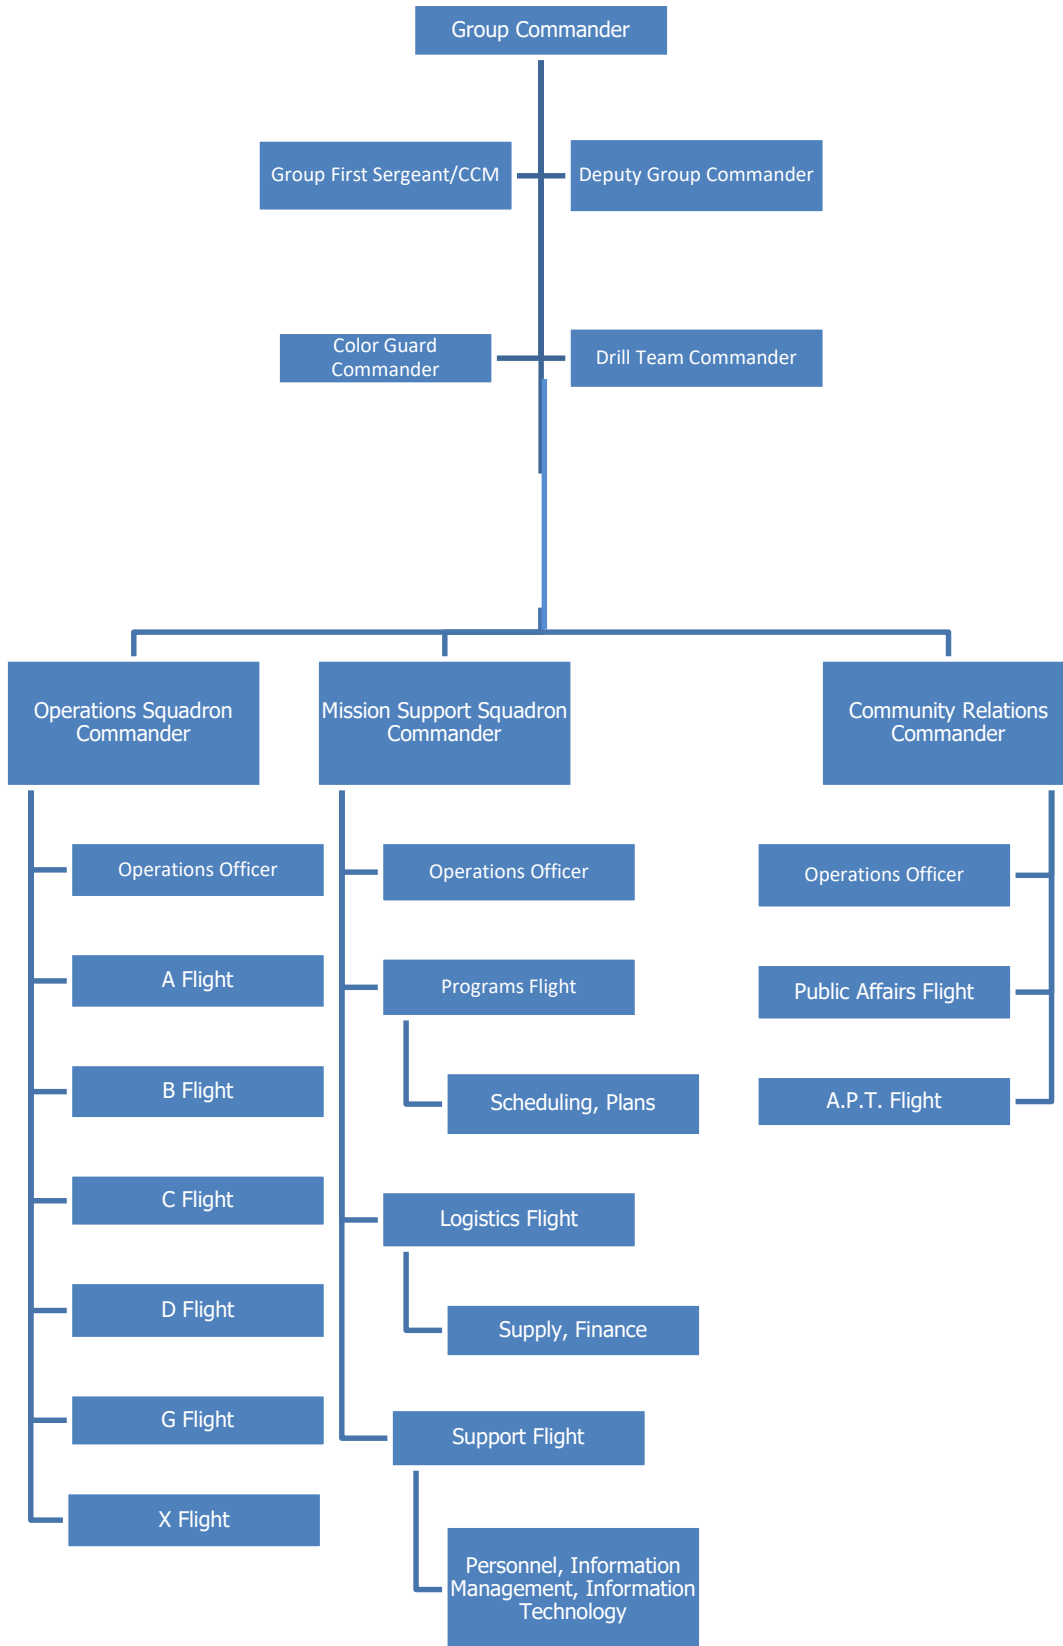 Group Commander
Group First Sergeant/CCM
Deputy Group Commander
Color Guard
Commander
Drill Team Commander
Operations Squadron
Commander
Mission Support Squadron
Commander
Community Relations
Commander
Operations Officer
A Flight
B Flight
C Flight
D Flight
G Flight
X Flight
Operations Officer
Programs Flight
Scheduling, Plans
Logistics Flight
Supply, Finance
Support Flight
Personnel, Information
Management, Information
Technology
Operations Officer
Public Affairs Flight
A.P.T. Flight